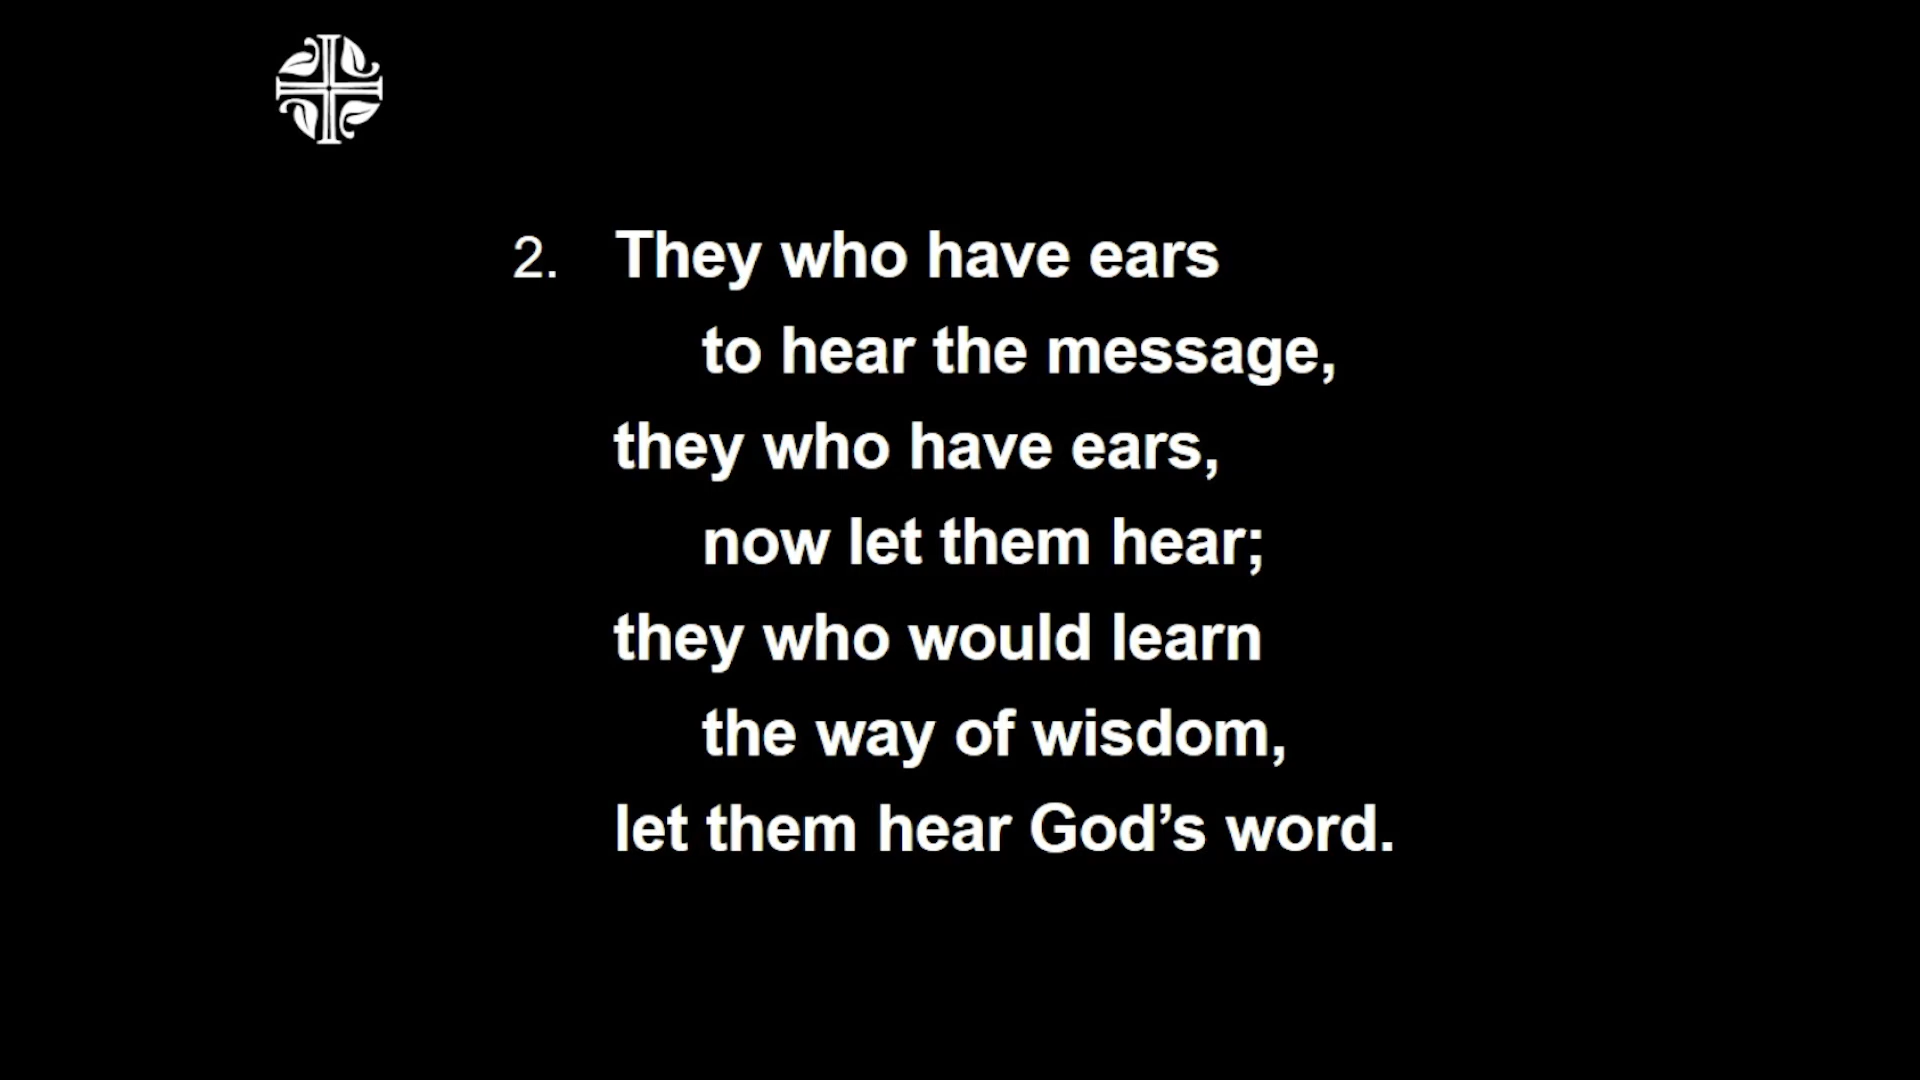 2. They who have ears
to hear the message,
they who have ears,
now let them hear;
they who would learn
the way of wisdom,
let them hear God’s word.